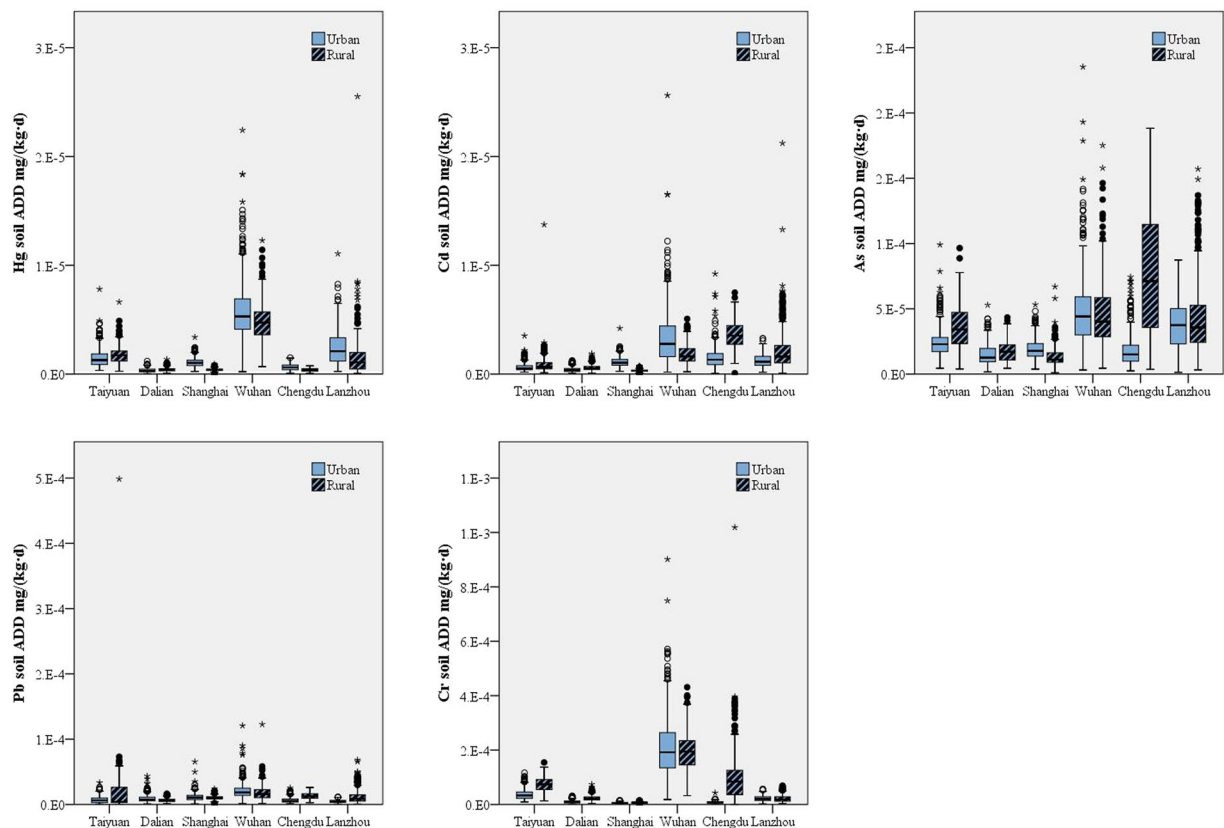 Hg soil ADD mg/(kg·d)
3.E-5
2.E-5
1.E-5
0.E0
Urban
Rural
Taiyuan Dalian Shanghai Wuhan Chengdu Lanzhou
Cd soil ADD mg/(kg·d)
3.E-5
2.E-5
1.E-5
0.E0
Urban
Rural
Taiyuan Dalian Shanghai Wuhan Chengdu Lanzhou
As soil ADD mg/(kg·d)
2.E-4
2.E-4
2.E-4
1.E-4
5.E-5
0.E0
Urban
Rural
Taiyuan Dalian Shanghai Wuhan Chengdu Lanzhou
Pb soil ADD mg/(kg·d)
5.E-4
4.E-4
3.E-4
2.E-4
1.E-4
0.E0
Urban
Rural
Taiyuan Dalian Shanghai Wuhan Chengdu Lanzhou
Cr soil ADD mg/(kg·d)
1.E-3
1.E-3
8.E-4
6.E-4
4.E-4
2.E-4
0.E0
Urban
Rural
Taiyuan Dalian Shanghai Wuhan Chengdu Lanzhou